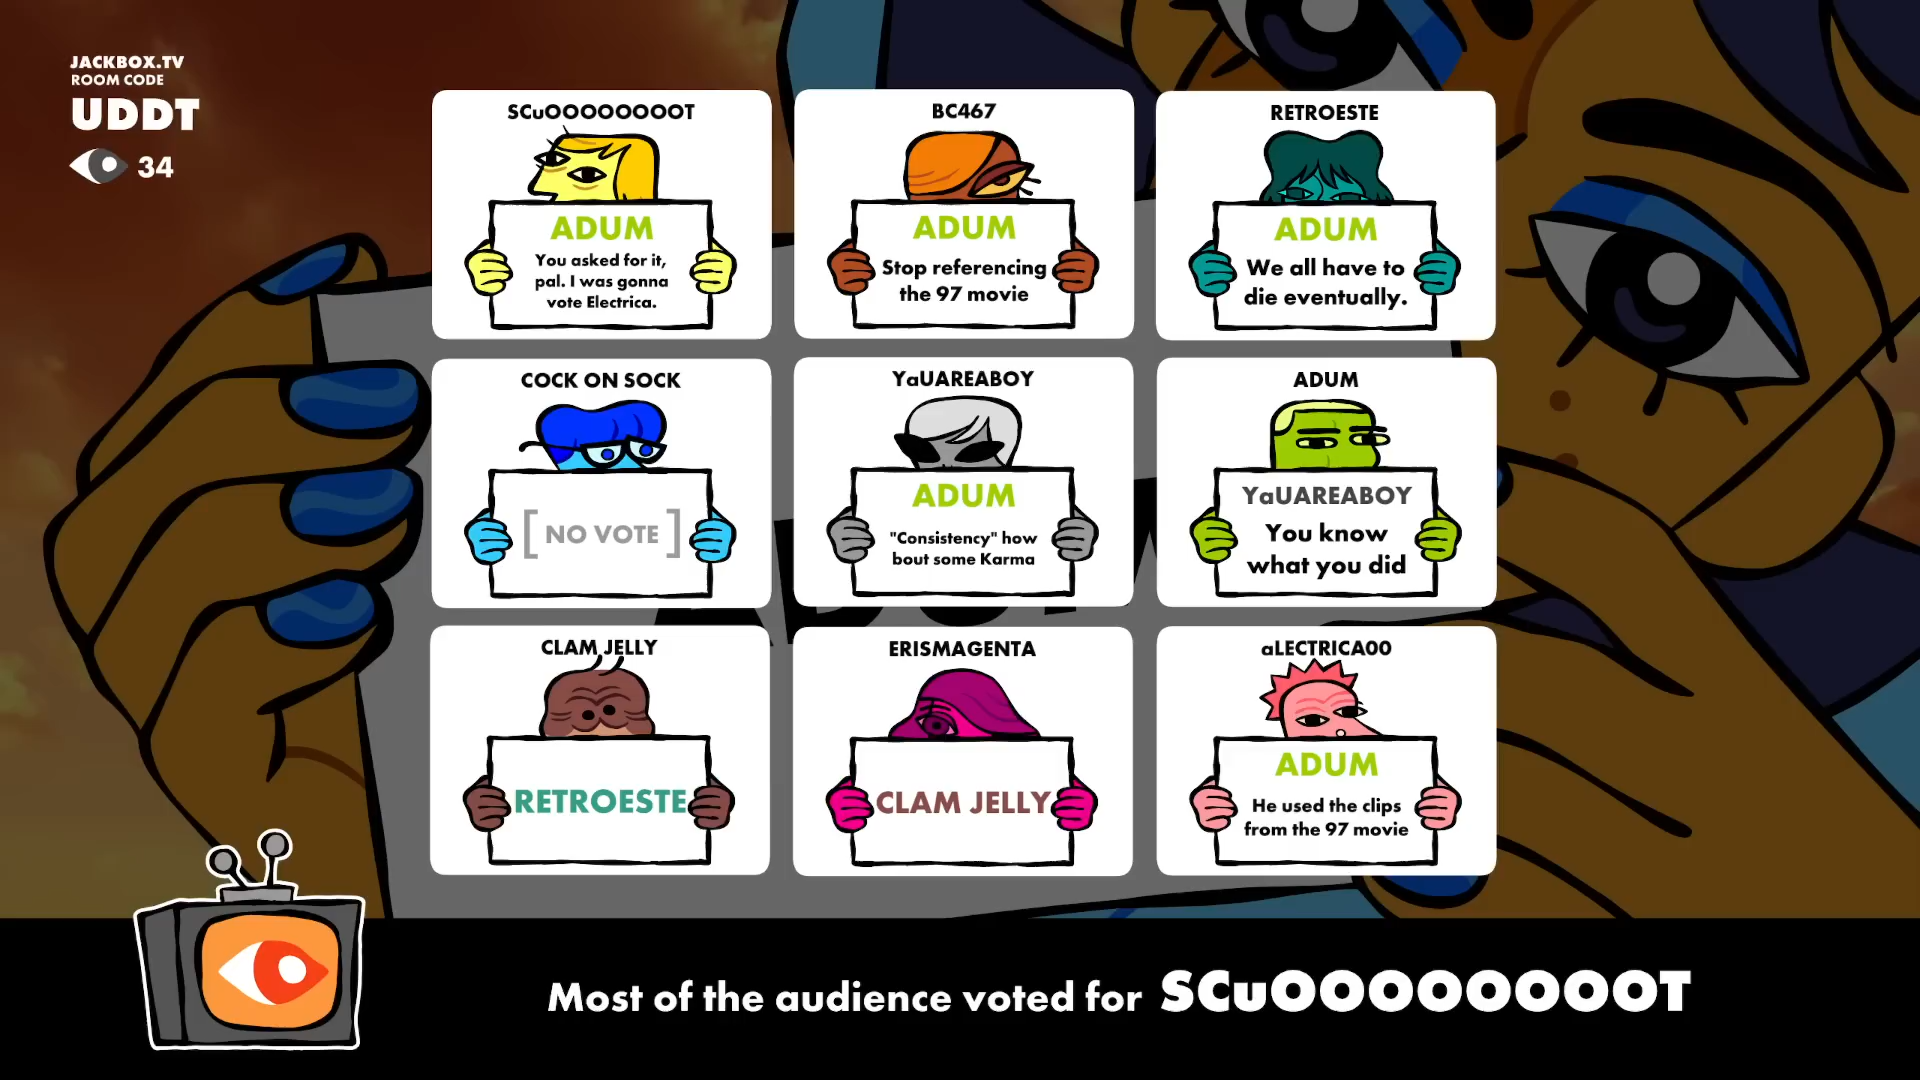 JACKBOX.TV
ROOM CODE
UDDT
34
SCuOOOOOOOOT
ADUM
You asked for it,
pal. I was gonna
vote Electrica.
BC467
ADUM
Stop referencing
the 97 movie
RETROESTE
ADUM
We all have to
die eventually.
COCK ON SOCK
[NO VOTE]
YaUAREABOY
ADUM
"Consistency" how
bout some Karma
ADUM
YaUAREABOY
You know
what you did
CLAM JELLY
RETROESTE
ERISMAGENTA
CLAM JELLY
aLECTRICA00
ADUM
He used the clips
from the 97 movie
Most of the audience voted for SCuOOOOOOOOT